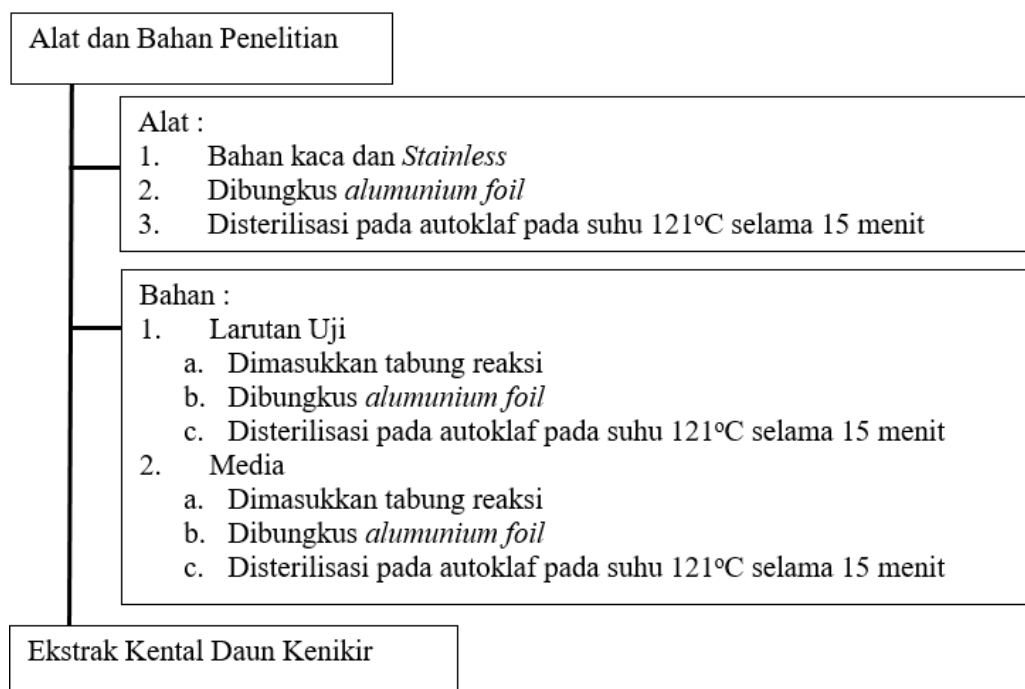 Alat dan Bahan Penelitian
Alat :
1. Bahan kaca dan Stainless
2. Dibungkus alumunium foil
3. Disterilisasi pada autoklaf pada suhu 121°C selama 15 menit
Bahan :
1. Larutan Uji
a. Dimasukkan tabung reaksi
b. Dibungkus alumunium foil
c. Disterilisasi pada autoklaf pada suhu 121°C selama 15 menit
2. Media
a. Dimasukkan tabung reaksi
b. Dibungkus alumunium foil
c. Disterilisasi pada autoklaf pada suhu 121°C selama 15 menit
Ekstrak Kental Daun Kenikir